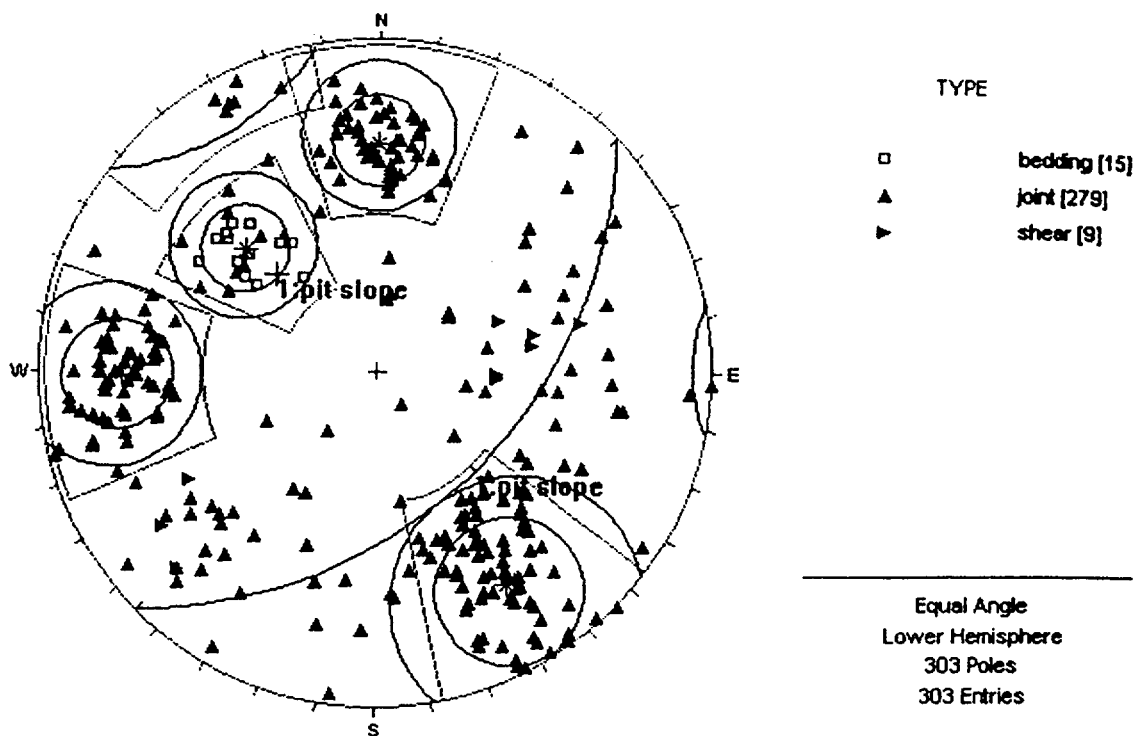 N
TYPE
bedding [15]
joint [279]
shear [9]
1:pit slope
W
E
1:pit slope
S
Equal Angle
Lower Hemisphere
303 Poles
303 Entries